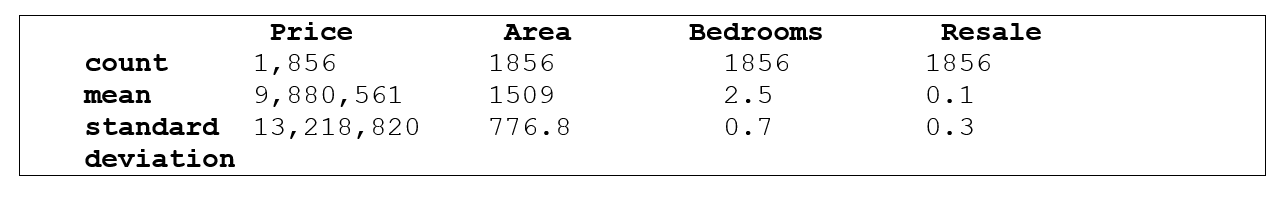 Price Area Bedrooms Resale
count 1,856 1856 1856 1856
mean 9,880,561 1509 2.5 0.1
standard 13,218,820 776.8 0.7 0.3
deviation